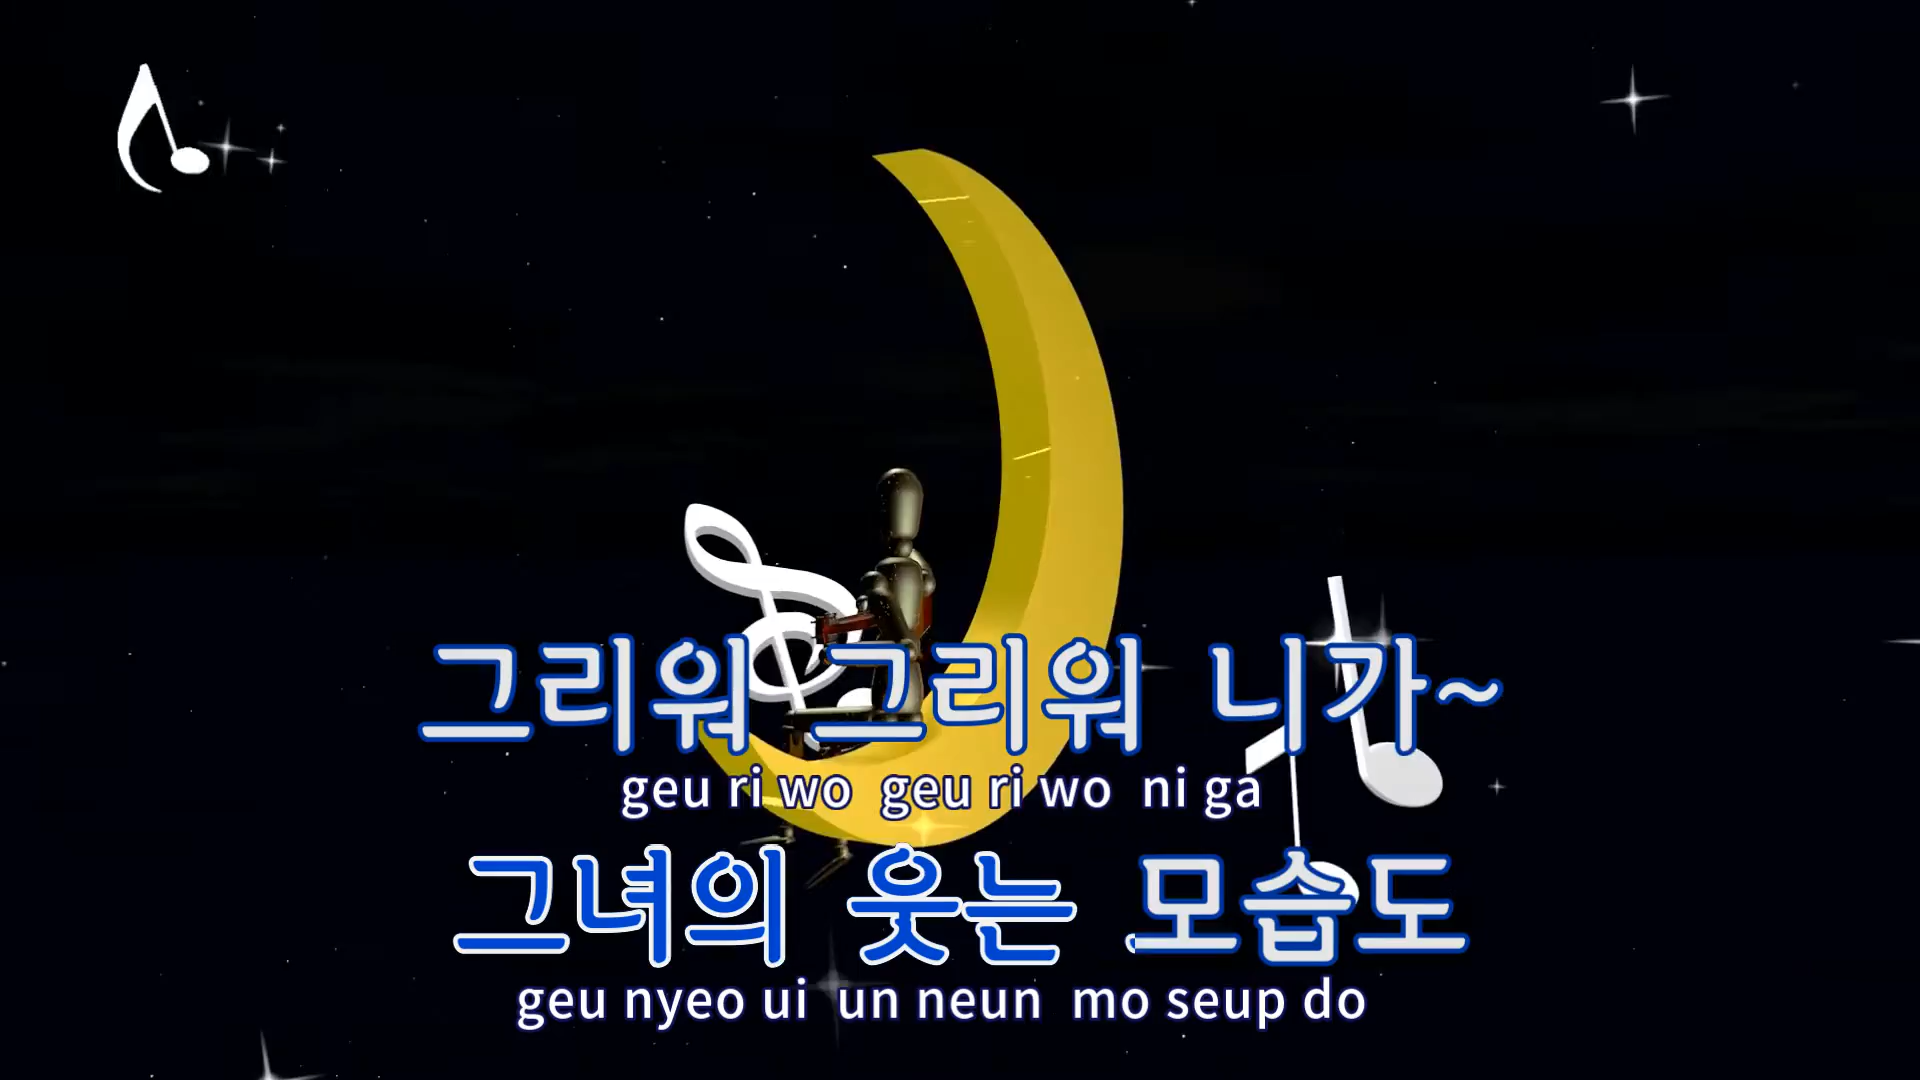 그리워 그리워 니가~
geu ri wo geu ri wo ni ga
그녀의 웃는 모습도
geu nyeo ui un neun mo seup do